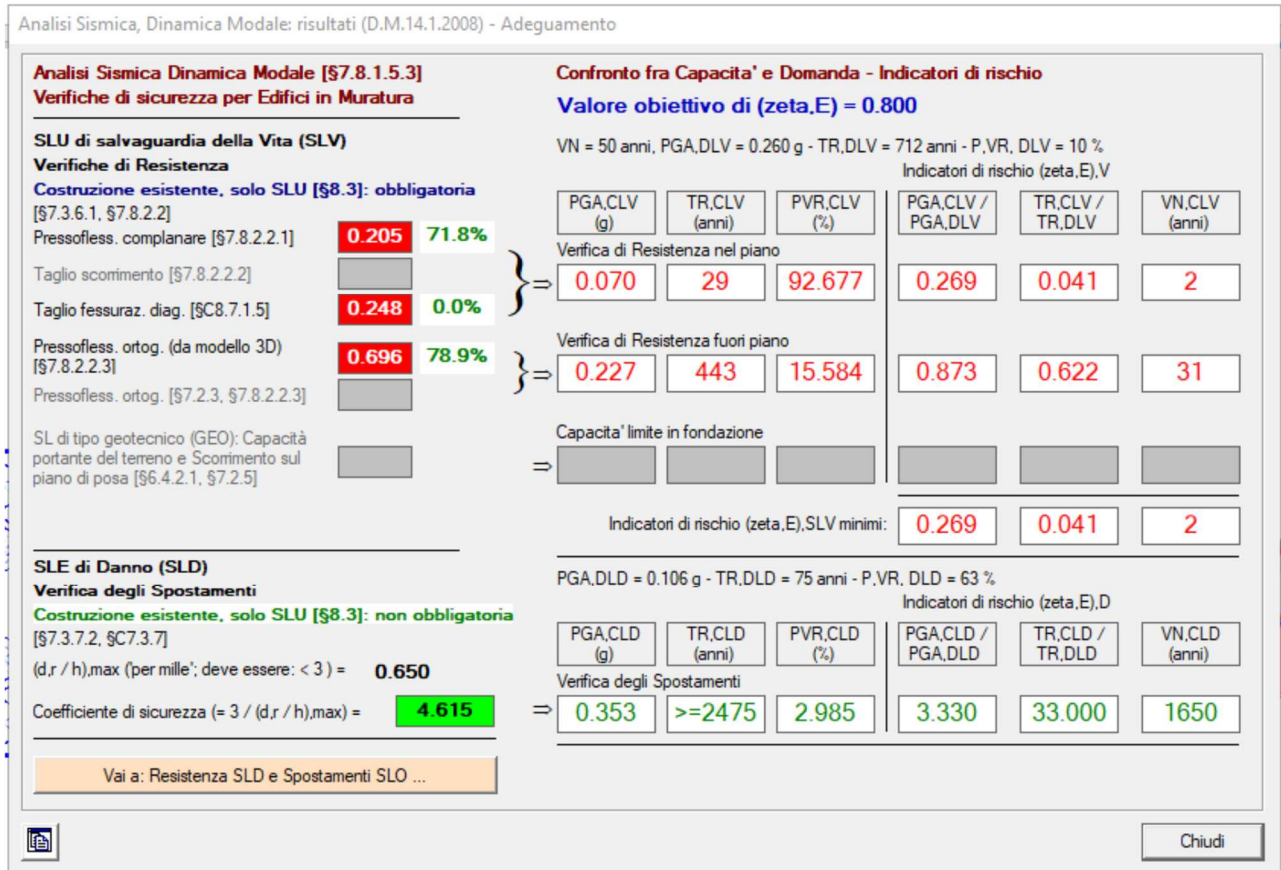 Analisi Sismica, Dinamica Modale: risultati (D.M.14.1.2008) - Adeguamento
Analisi Sismica Dinamica Modale [§7.8.1.5.3]
Verifiche di sicurezza per Edifici in Muratura
SLU di salvaguardia della Vita (SLV)
Verifiche di Resistenza
Costruzione esistente, solo SLU [§8.3]: obbligatoria
[§7.3.6.1, §7.8.2.2]
Pressofless. complanare [§7.8.2.2.1] 0.205 71.8%
Taglio scorrimento [§7.8.2.2.2]
Taglio fessuraz. diag. [§C8.7.1.5] 0.248 0.0%
Pressofless. ortog. (da modello 3D)
[§7.8.2.2.3] 0.696 78.9%
Pressofless. ortog. [§7.2.3, §7.8.2.2.3]
SL di tipo geotecnico (GEO): Capacità
portante del terreno e Scorrimento sul
piano di posa [§6.4.2.1, §7.2.5]
SLE di Danno (SLD)
Verifica degli Spostamenti
Costruzione esistente, solo SLU [§8.3]: non obbligatoria
[§7.3.7.2, §C7.3.7]
(d,r / h),max ('per mille'; deve essere: < 3 ) = 0.650
Coefficiente di sicurezza (= 3 / (d,r / h),max) = 4.615
Vai a: Resistenza SLD e Spostamenti SLO ...
Confronto fra Capacita' e Domanda - Indicatori di rischio
Valore obiettivo di (zeta,E) = 0.800
VN = 50 anni, PGA,DLV = 0.260 g - TR,DLV = 712 anni - P,VR, DLV = 10 %
Indicatori di rischio (zeta,E),V
PGA,CLV (g) TR,CLV (anni) PVR,CLV (%) PGA,CLV / PGA,DLV TR,CLV / TR,DLV VN,CLV (anni)
Verifica di Resistenza nel piano
⇒ 0.070 29 92.677 0.269 0.041 2
Verifica di Resistenza fuori piano
⇒ 0.227 443 15.584 0.873 0.622 31
Capacita' limite in fondazione
⇒
Indicatori di rischio (zeta,E),SLV minimi: 0.269 0.041 2
PGA,DLD = 0.106 g - TR,DLD = 75 anni - P,VR, DLD = 63 %
Indicatori di rischio (zeta,E),D
PGA,CLD (g) TR,CLD (anni) PVR,CLD (%) PGA,CLD / PGA,DLD TR,CLD / TR,DLD VN,CLD (anni)
Verifica degli Spostamenti
⇒ 0.353 >=2475 2.985 3.330 33.000 1650
Chiudi